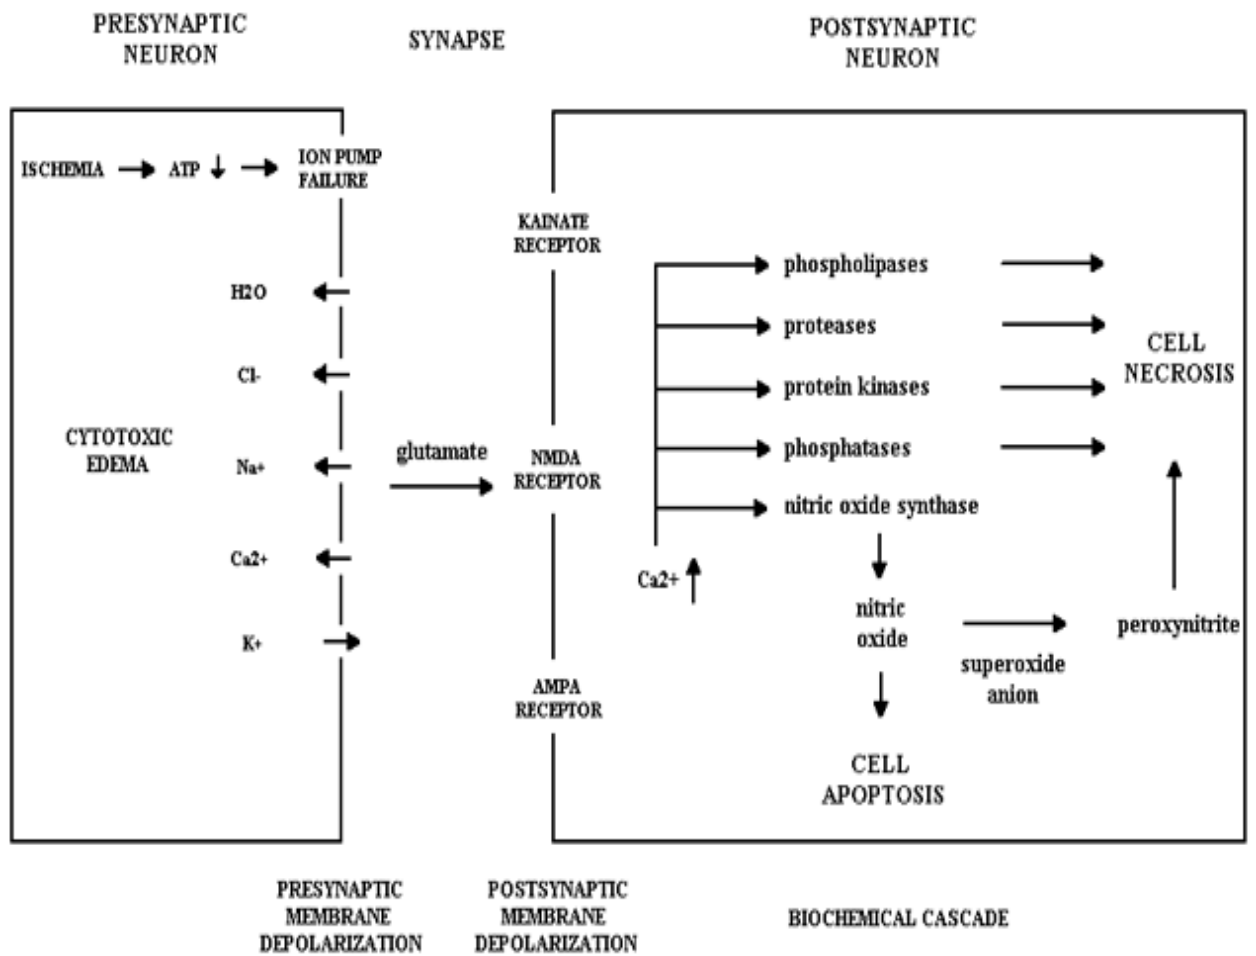 PRESYNAPTIC
NEURON
SYNAPSE
POSTSYNAPTIC
NEURON
ISCHEMIA
ATP
ION PUMP
FAILURE
H2O
Cl-
CYTOTOXIC
EDEMA
Na+
Ca2+
K+
glutamate
KAINATE
RECEPTOR
NMDA
RECEPTOR
AMPA
RECEPTOR
phospholipases
proteases
protein kinases
phosphatases
nitric oxide synthase
Ca2+
nitric
oxide
superoxide
anion
peroxynitrite
CELL
NECROSIS
CELL
APOPTOSIS
PRESYNAPTIC
MEMBRANE
DEPOLARIZATION
POSTSYNAPTIC
MEMBRANE
DEPOLARIZATION
BIOCHEMICAL CASCADE